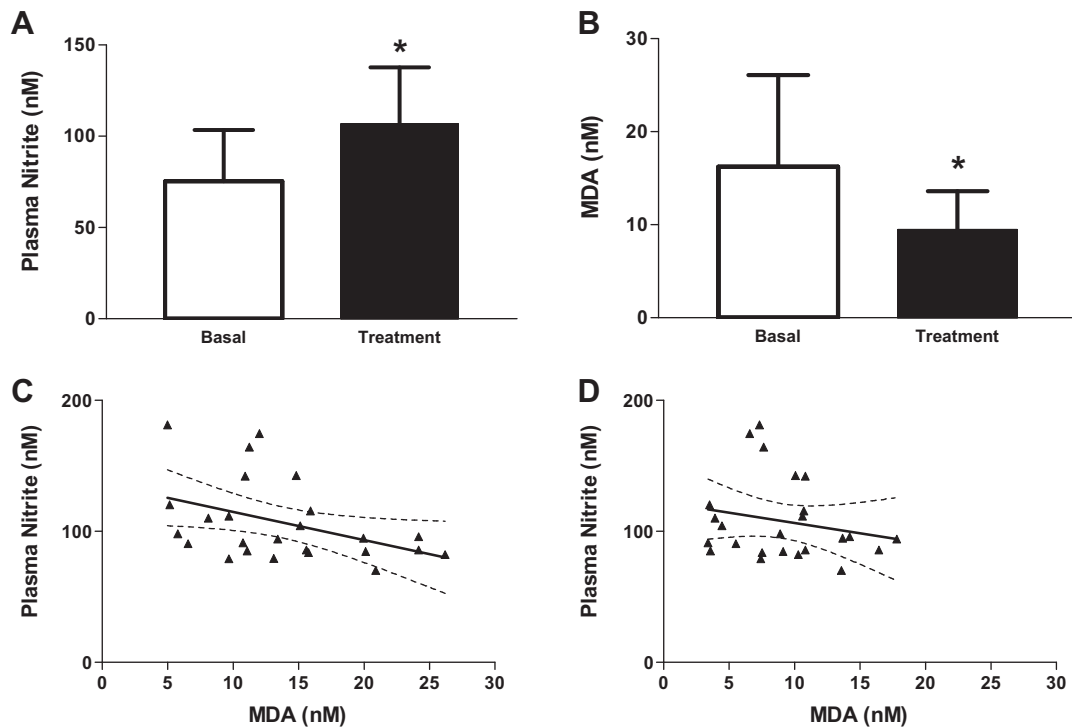 A
Plasma Nitrite (nM)
150
100
50
0
*
Basal
Treatment
B
MDA (nM)
30
20
10
0
*
Basal
Treatment
C
Plasma Nitrite (nM)
200
100
0
0 5 10 15 20 25 30
MDA (nM)
D
Plasma Nitrite (nM)
200
100
0
0 5 10 15 20 25 30
MDA (nM)